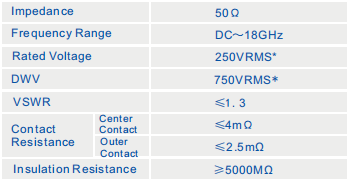 Impedance 50Ω
Frequency Range DC～18GHz
Rated Voltage 250VRMS*
DWV 750VRMS＊
VSWR ≤1. 3
Contact Resistance
Center Contact ≤4mΩ
Outer Contact ≤2.5mΩ
Insulation Resistance ≥5000MΩ